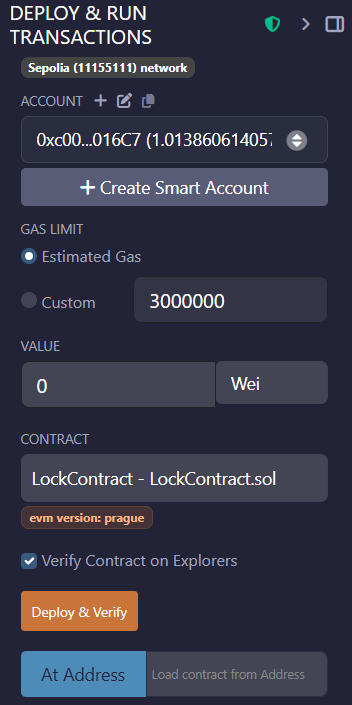 DEPLOY & RUN
TRANSACTIONS
Sepolia (11155111) network
ACCOUNT
0xc00...016C7 (1.013860614057
Create Smart Account
GAS LIMIT
Estimated Gas
Custom
3000000
VALUE
0
Wei
CONTRACT
LockContract - LockContract.sol
evm version: prague
Verify Contract on Explorers
Deploy & Verify
At Address
Load contract from Address